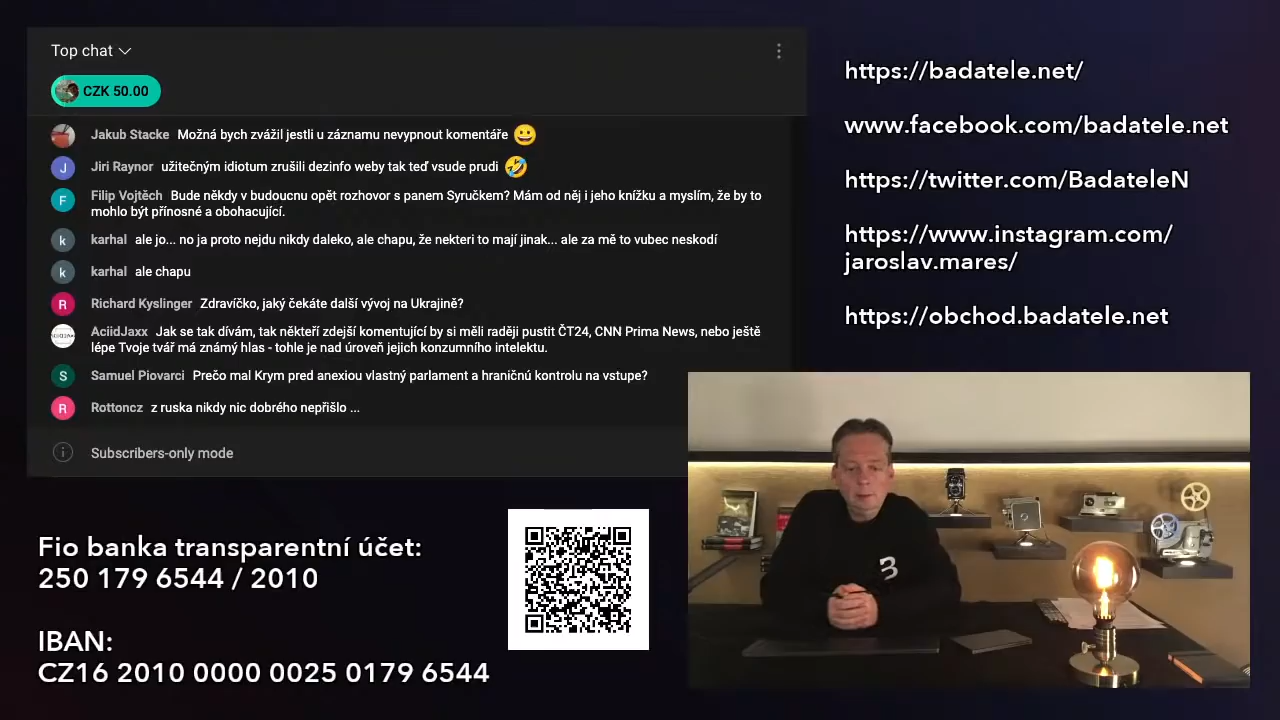 Top chat
CZK 50.00
Jakub Stacke Možná bych zvážil jestli u záznamu nevypnout komentáře 😀
J Jiri Raynor užitečným idiotum zrušili dezinfo weby tak teď vsude prudi 🤣
F Filip Vojtěch Bude někdy v budoucnu opět rozhovor s panem Syručkem? Mám od něj i jeho knížku a myslím, že by to
mohlo být přínosné a obohacující.
k karhal ale jo... no ja proto nejdu nikdy daleko, ale chapu, že nekteri to mají jinak... ale za mě to vubec neskodí
k karhal ale chapu
R Richard Kyslinger Zdravíčko, jaký čekáte další vývoj na Ukrajině?
AciidJaxx Jak se tak dívám, tak někteří zdejší komentující by si měli raději pustit ČT24, CNN Prima News, nebo ještě
lépe Tvoje tvář má známý hlas - tohle je nad úroveň jejich konzumního intelektu.
S Samuel Piovarci Prečo mal Krym pred anexiou vlastný parlament a hraničnú kontrolu na vstupe?
R Rottoncz z ruska nikdy nic dobrého nepřišlo ...
Subscribers-only mode
https://badatele.net/
www.facebook.com/badatele.net
https://twitter.com/BadateleN
https://www.instagram.com/
jaroslav.mares/
https://obchod.badatele.net
Fio banka transparentní účet:
250 179 6544 / 2010
IBAN:
CZ16 2010 0000 0025 0179 6544